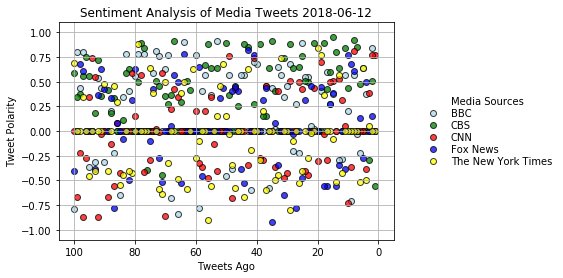 Sentiment Analysis of Media Tweets 2018-06-12
1.00
0.75
0.50
0.25
0.00
−0.25
−0.50
−0.75
−1.00
Tweet Polarity
100
80
60
40
20
0
Tweets Ago
Media Sources
BBC
CBS
CNN
Fox News
The New York Times